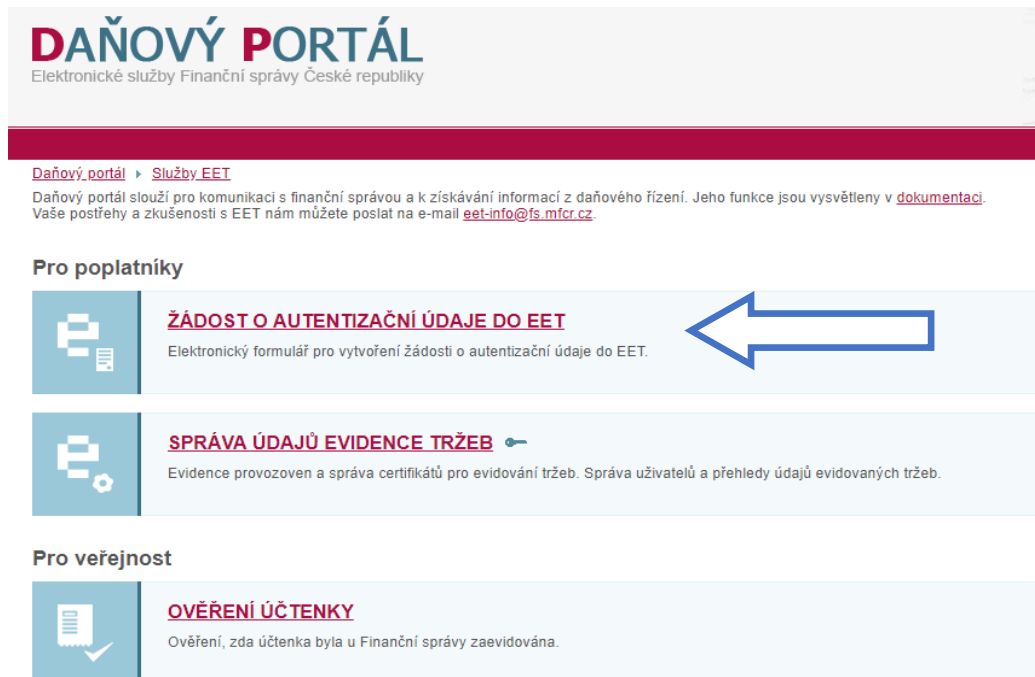 DAŇOVÝ PORTÁL
Elektronické služby Finanční správy České republiky
Daňový portál ▸ Služby EET
Daňový portál slouží pro komunikaci s finanční správou a k získávání informací z daňového řízení. Jeho funkce jsou vysvětleny v dokumentaci.
Vaše postřehy a zkušenosti s EET nám můžete poslat na e-mail eet-info@fs.mfcr.cz.
Pro poplatníky
ŽÁDOST O AUTENTIZAČNÍ ÚDAJE DO EET
Elektronický formulář pro vytvoření žádosti o autentizační údaje do EET.
SPRÁVA ÚDAJŮ EVIDENCE TRŽEB
Evidence provozoven a správa certifikátů pro evidování tržeb. Správa uživatelů a přehledy údajů evidovaných tržeb.
Pro veřejnost
OVĚŘENÍ ÚČTENKY
Ověření, zda účtenka byla u Finanční správy zaevidována.